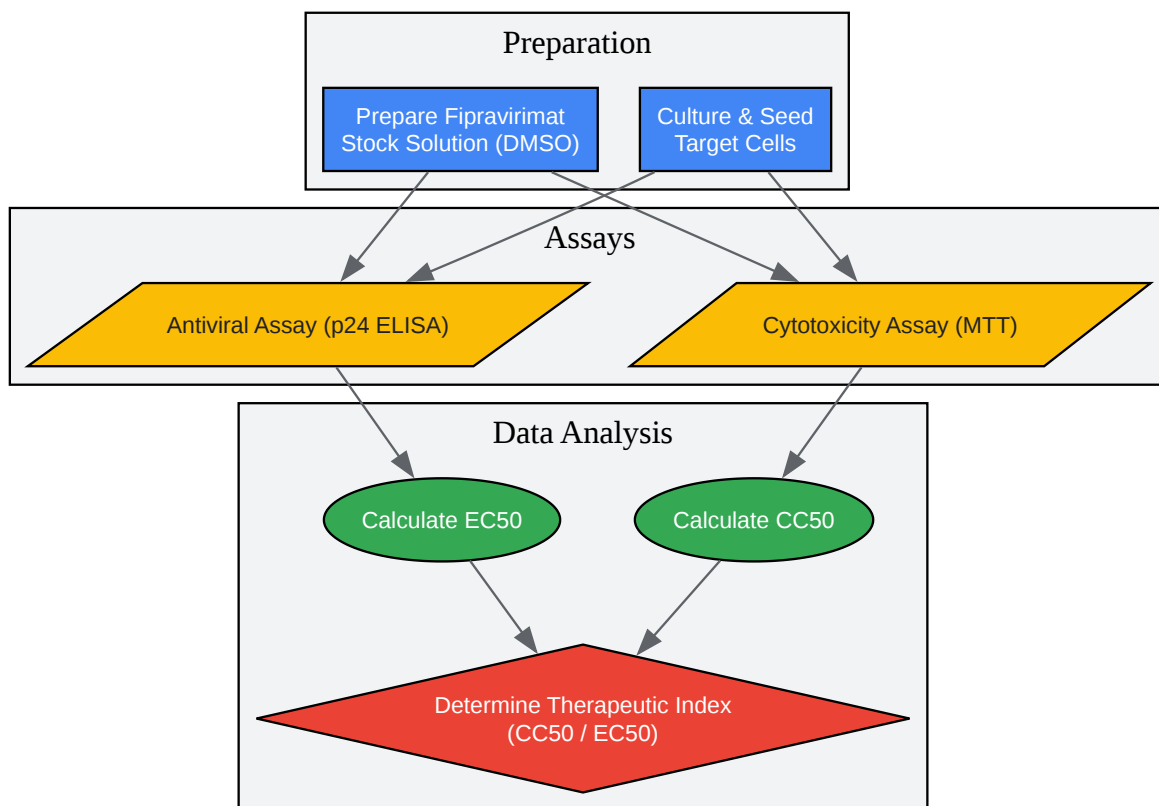 Preparation
Prepare Fipravirimat
Stock Solution (DMSO)
Culture & Seed
Target Cells
Assays
Antiviral Assay (p24 ELISA)
Cytotoxicity Assay (MTT)
Data Analysis
Calculate EC50
Calculate CC50
Determine Therapeutic Index
(CC50 / EC50)